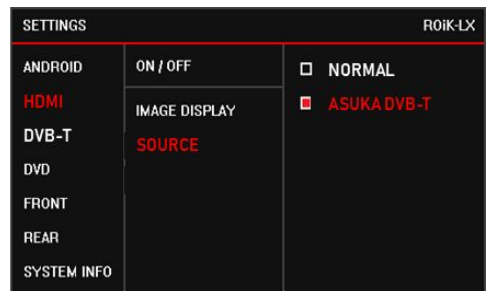 SETTINGS
ROiK-LX
ANDROID
HDMI
DVB-T
DVD
FRONT
REAR
SYSTEM INFO
ON / OFF
IMAGE DISPLAY
SOURCE
NORMAL
ASUKA DVB-T